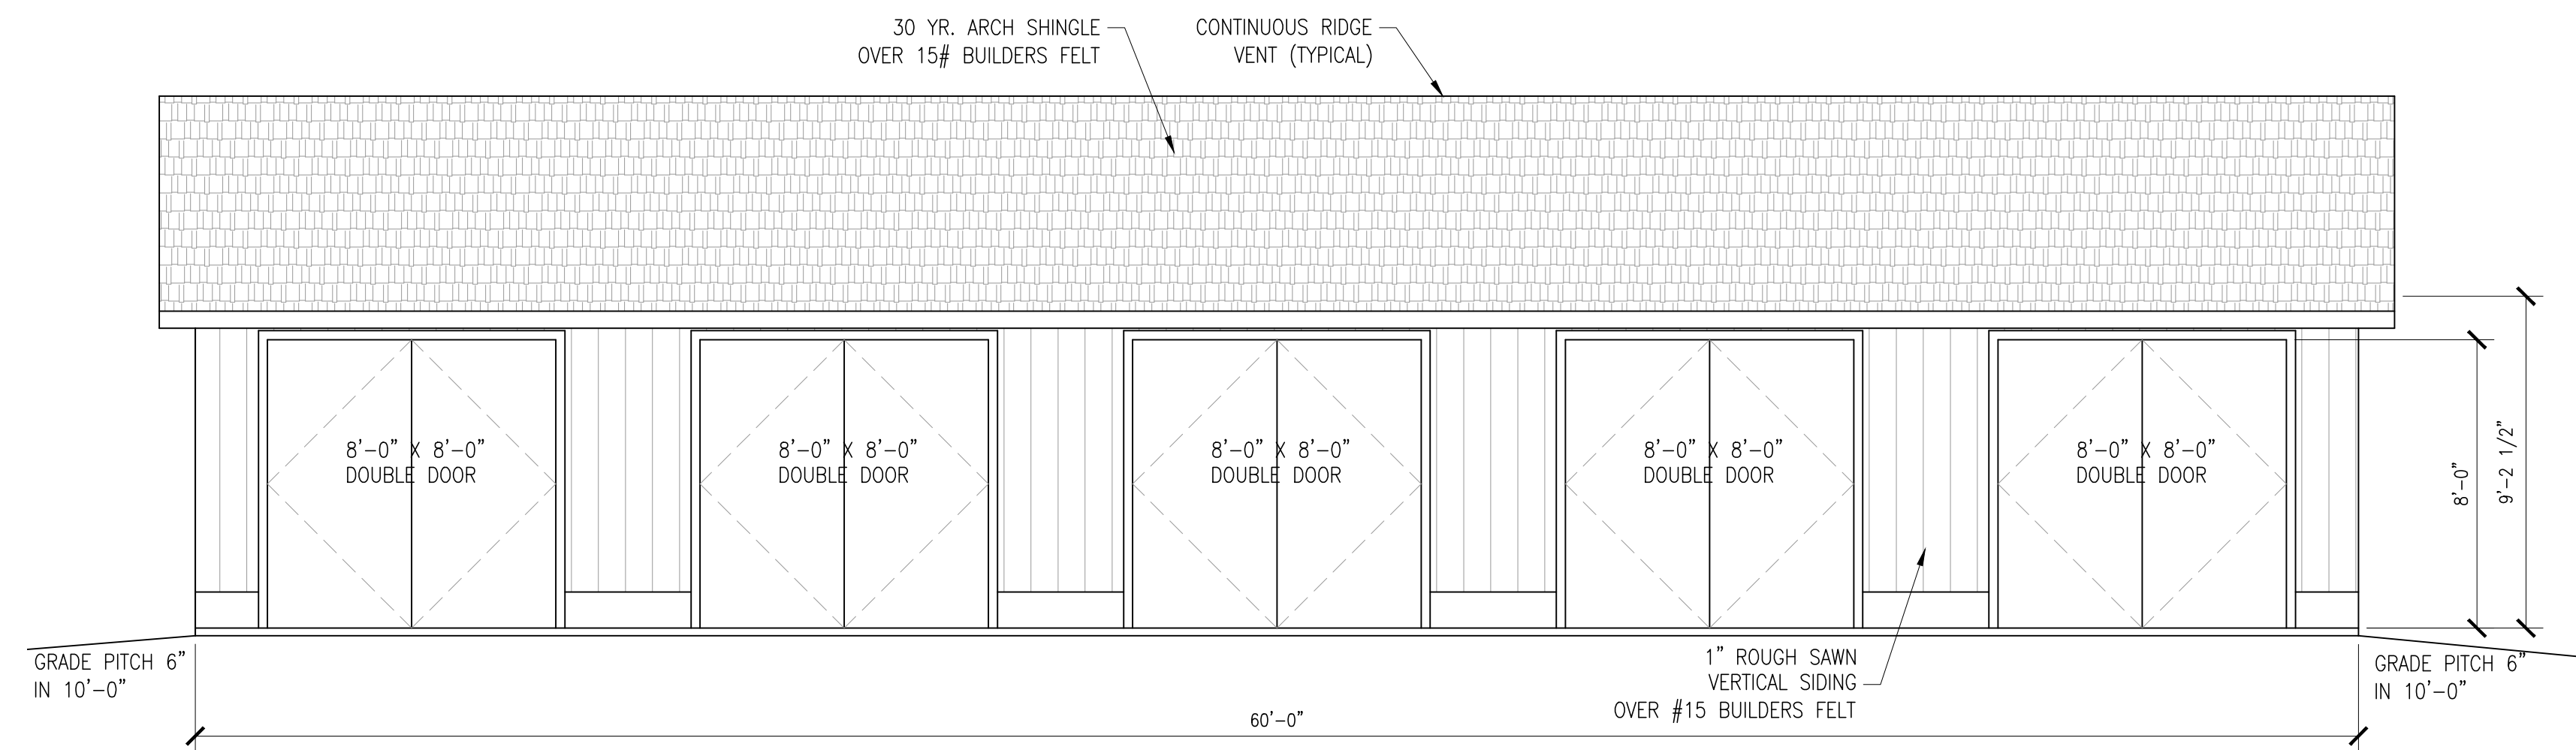 30 YR. ARCH SHINGLE
OVER 15# BUILDERS FELT
CONTINUOUS RIDGE
VENT (TYPICAL)
8'-0" X 8'-0"
DOUBLE DOOR
8'-0" X 8'-0"
DOUBLE DOOR
8'-0" X 8'-0"
DOUBLE DOOR
8'-0" X 8'-0"
DOUBLE DOOR
8'-0" X 8'-0"
DOUBLE DOOR
8'-0"
9'-2 1/2"
GRADE PITCH 6"
IN 10'-0"
1" ROUGH SAWN
VERTICAL SIDING
OVER #15 BUILDERS FELT
GRADE PITCH 6"
IN 10'-0"
60'-0"